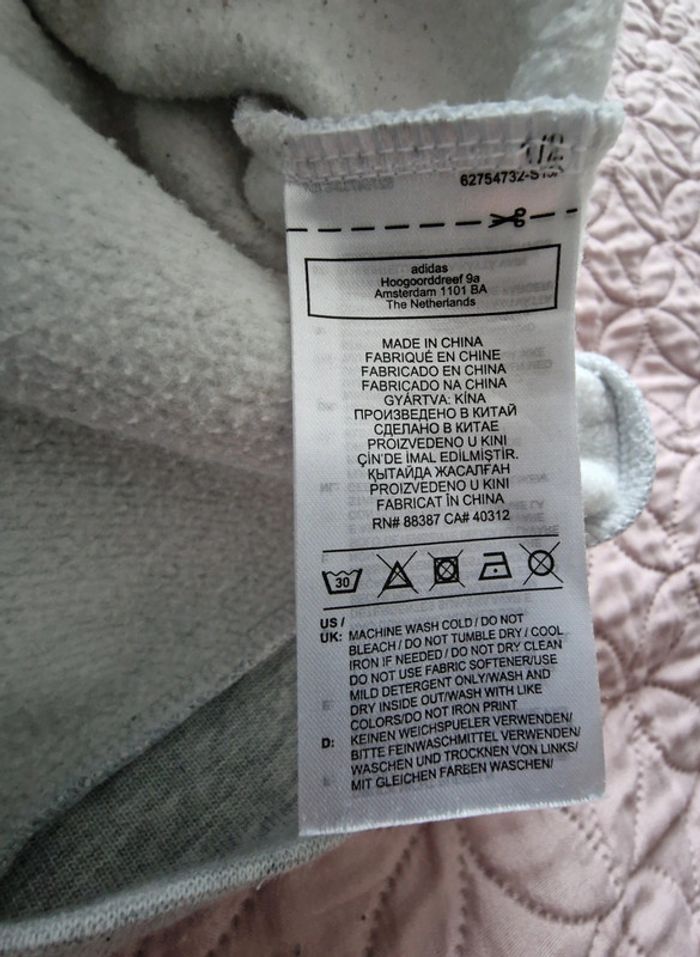 1/2
62754732-S
adidas
Hoogoorddreef 9a
Amsterdam 1101 BA
The Netherlands
MADE IN CHINA
FABRIQUÉ EN CHINE
FABRICADO EN CHINA
FABRICADO NA CHINA
GYÁRTVA: KÍNA
ПРОИЗВЕДЕНО В КИТАЙ
СДЕЛАНО В КИТАЕ
PROIZVEDENO U KINI
ÇİN'DE İMAL EDİLMİŞTİR.
ҚЫТАЙДА ЖАСАЛҒАН
PROIZVEDENO U KINI
FABRICAT ÎN CHINA
RN# 88387 CA# 40312
30
US /
UK: MACHINE WASH COLD / DO NOT
BLEACH / DO NOT TUMBLE DRY / COOL
IRON IF NEEDED / DO NOT DRY CLEAN
DO NOT USE FABRIC SOFTENER/USE
MILD DETERGENT ONLY/WASH AND
DRY INSIDE OUT/WASH WITH LIKE
COLORS/DO NOT IRON PRINT
D: KEINEN WEICHSPUELER VERWENDEN/
BITTE FEINWASCHMITTEL VERWENDEN/
WASCHEN UND TROCKNEN VON LINKS/
MIT GLEICHEN FARBEN WASCHEN/